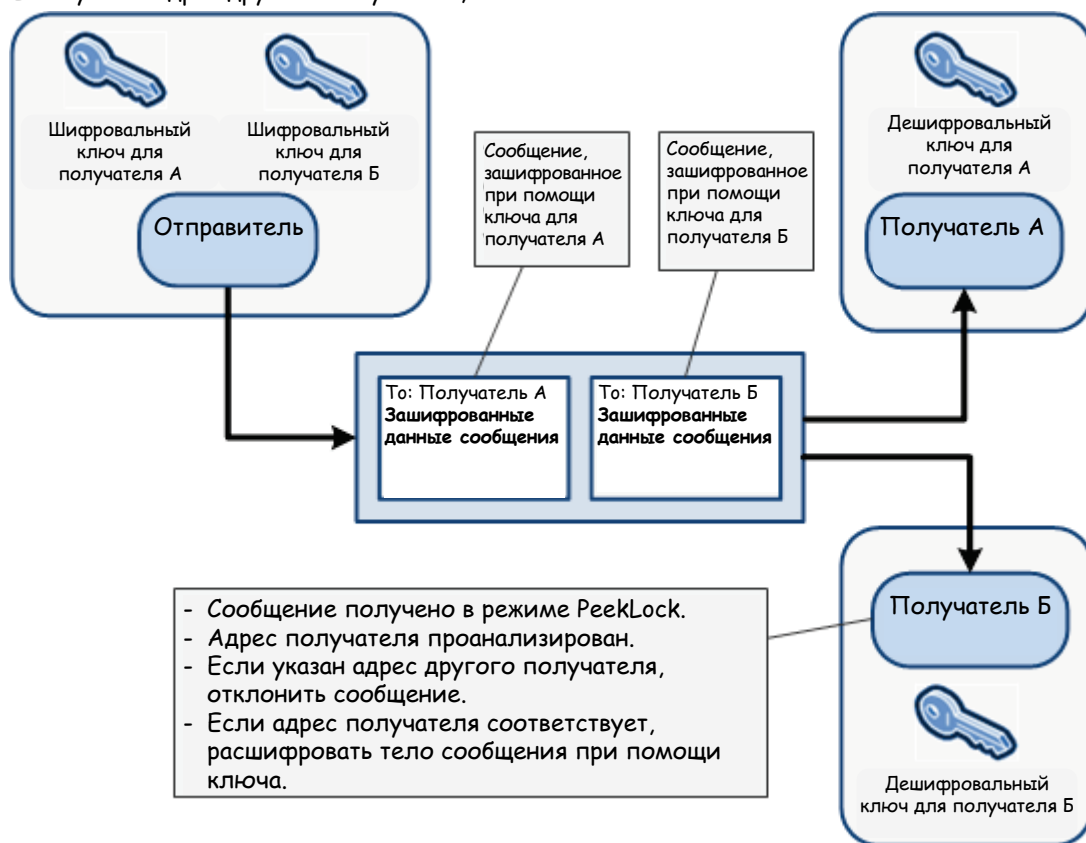 Шифровальный
ключ для
получателя А
Шифровальный
ключ для
получателя Б
Отправитель
Сообщение,
зашифрованное
при помощи
ключа для
получателя А
Сообщение,
зашифрованное
при помощи
ключа для
получателя Б
Дешифровальный
ключ для
получателя А
Получатель А
To: Получатель А
Зашифрованные
данные сообщения
To: Получатель Б
Зашифрованные
данные сообщения
- Сообщение получено в режиме PeekLock.
- Адрес получателя проанализирован.
- Если указан адрес другого получателя,
отклонить сообщение.
- Если адрес получателя соответствует,
расшифровать тело сообщения при помощи
ключа.
Получатель Б
Дешифровальный
ключ для получателя Б